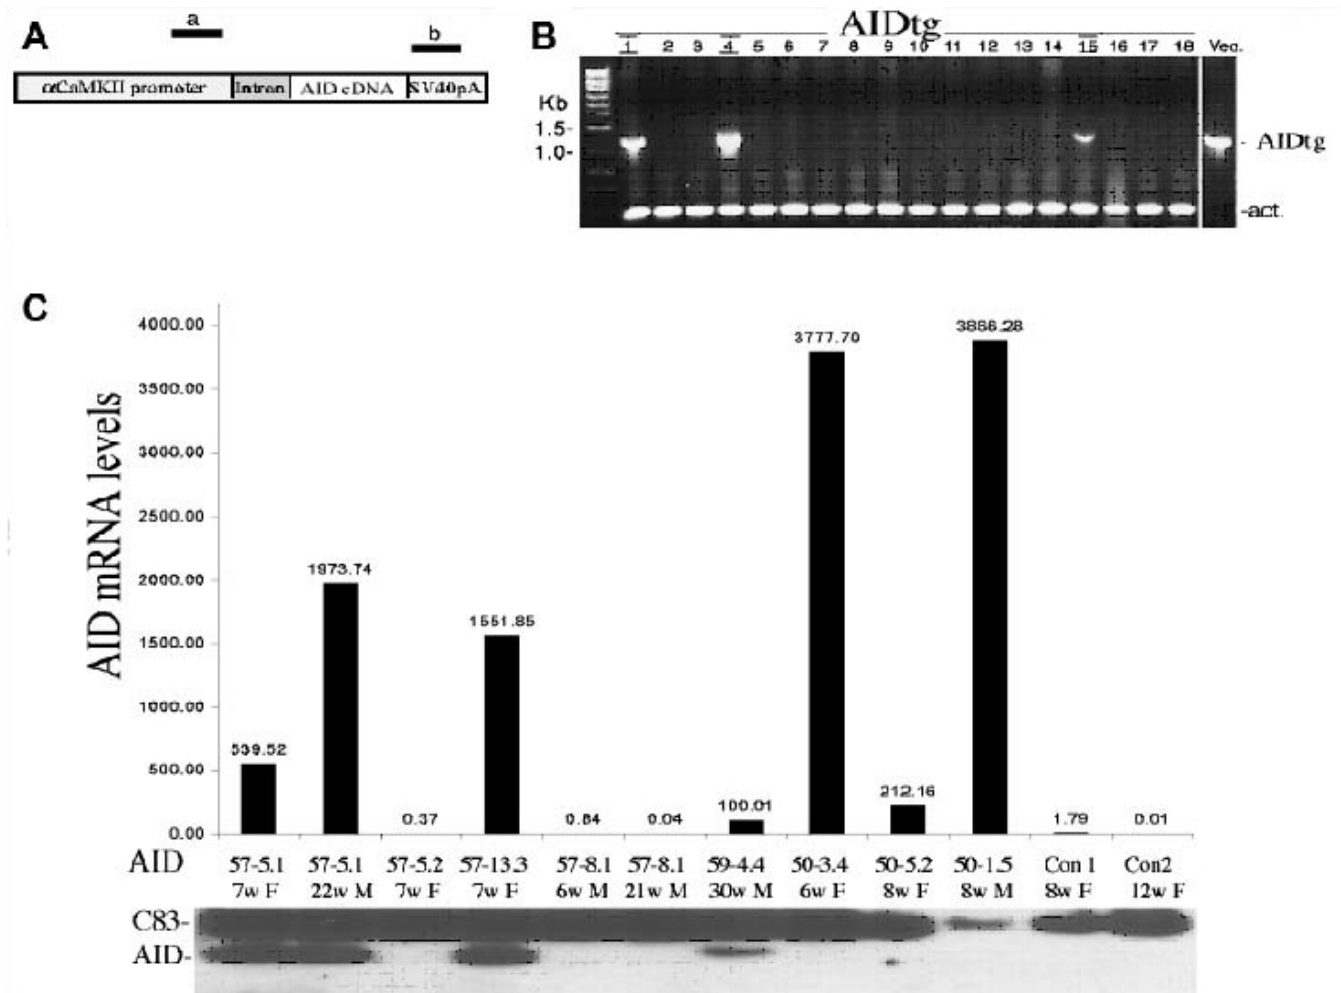 A
a
b
αCaMKII promoter Intron AID cDNA SV40pA
B
AIDtg
1 2 3 4 5 6 7 8 9 10 11 12 13 14 15 16 17 18 Vec.
Kb
1.5-
1.0-
- AIDtg
-act.
C
AID mRNA levels
4000.00
3500.00
3000.00
2500.00
2000.00
1500.00
1000.00
500.00
0.00
539.52
1973.74
0.37
1551.85
0.84
0.04
100.01
3777.70
212.16
3886.28
1.79
0.01
AID 57-5.1 57-5.1 57-5.2 57-13.3 57-8.1 57-8.1 59-4.4 50-3.4 50-5.2 50-1.5 Con 1 Con2
7w F 22w M 7w F 7w F 6w M 21w M 30w M 6w F 8w F 8w M 8w F 12w F
C83-
AID-